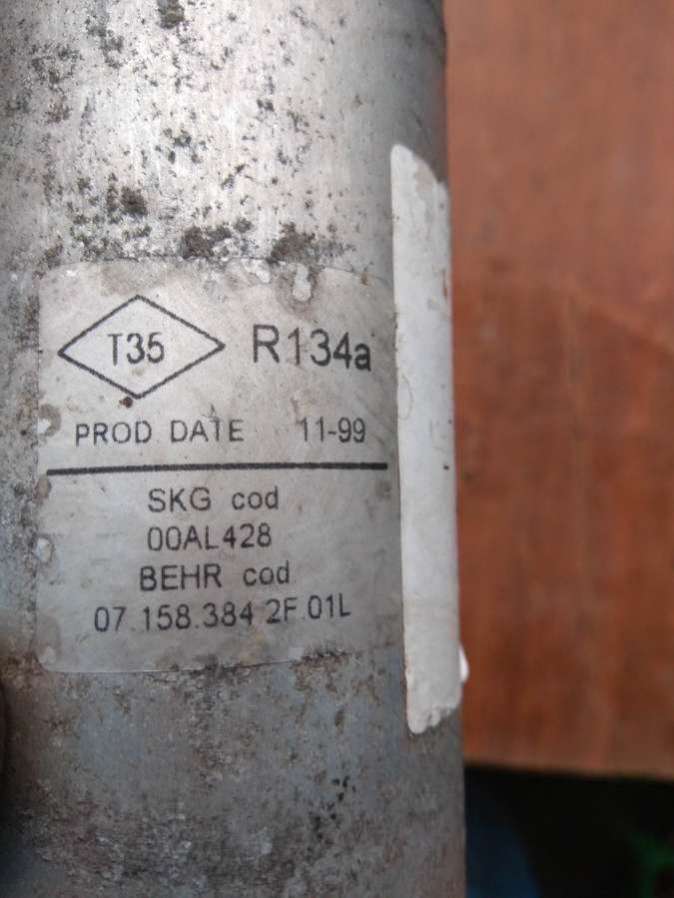 T35 R134a
PROD DATE 11-99
SKG cod
00AL428
BEHR cod
07.158.384 2F.01L